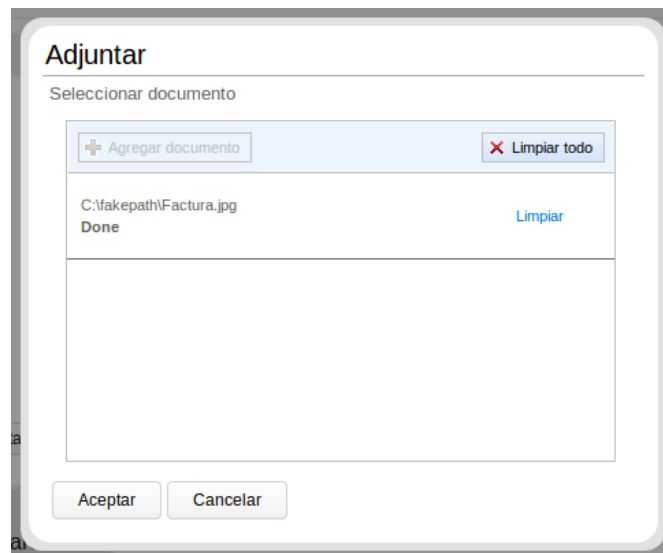 Adjuntar
Seleccionar documento
Agregar documento
Limpiar todo
C:\fakepath\Factura.jpg
Done
Limpiar
Aceptar
Cancelar